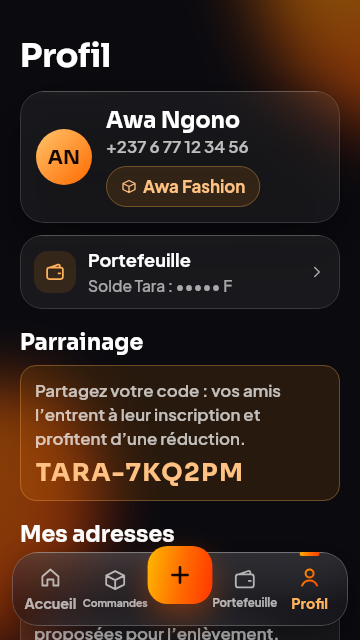 Profil
AN
Awa Ngono
+237 6 77 12 34 56
Awa Fashion
Portefeuille
Solde Tara : ••••• F
Parrainage
Partagez votre code : vos amis
l’entrent à leur inscription et
profitent d’une réduction.
TARA-7KQ2PM
Mes adresses
Accueil
Commandes
+
Portefeuille
Profil
proposées pour l’enlèvement.